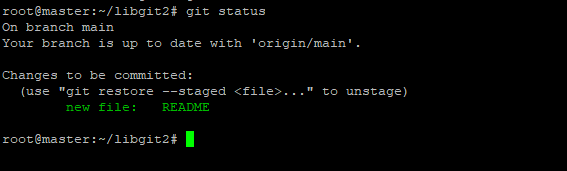 root@master:~/libgit2# git status
On branch main
Your branch is up to date with 'origin/main'.
Changes to be committed:
(use "git restore --staged <file>..." to unstage)
new file: README
root@master:~/libgit2#